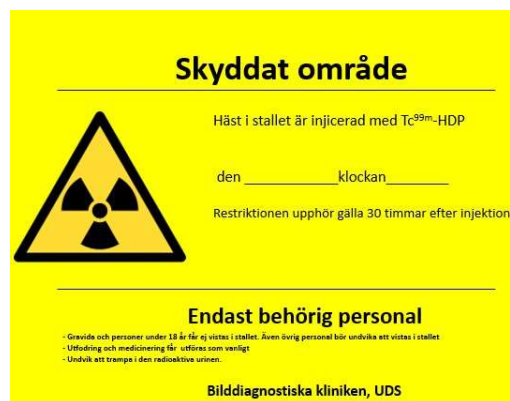 Skyddat område
Häst i stallet är injicerad med Tc99m-HDP
den ____________klockan________
Restriktionen upphör gälla 30 timmar efter injektion
Endast behörig personal
- Gravida och personer under 18 år får ej vistas i stallet. Även övrig personal bör undvika att vistas i stallet
- Utfodring och medicinering får utföras som vanligt
- Undvik att trampa i den radioaktiva urinen.
Bilddiagnostiska kliniken, UDS